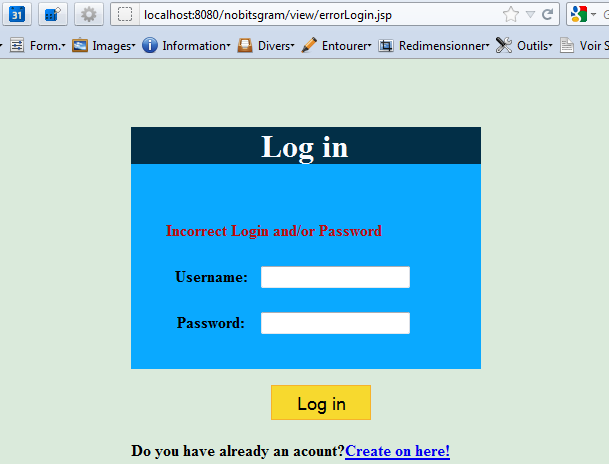 31
localhost:8080/nobitsgram/view/errorLogin.jsp
G
Form. Images Information Divers Entourer Redimensionner Outils Voir S
Log in
Incorrect Login and/or Password
Username:
Password:
Log in
Do you have already an acount?Create on here!